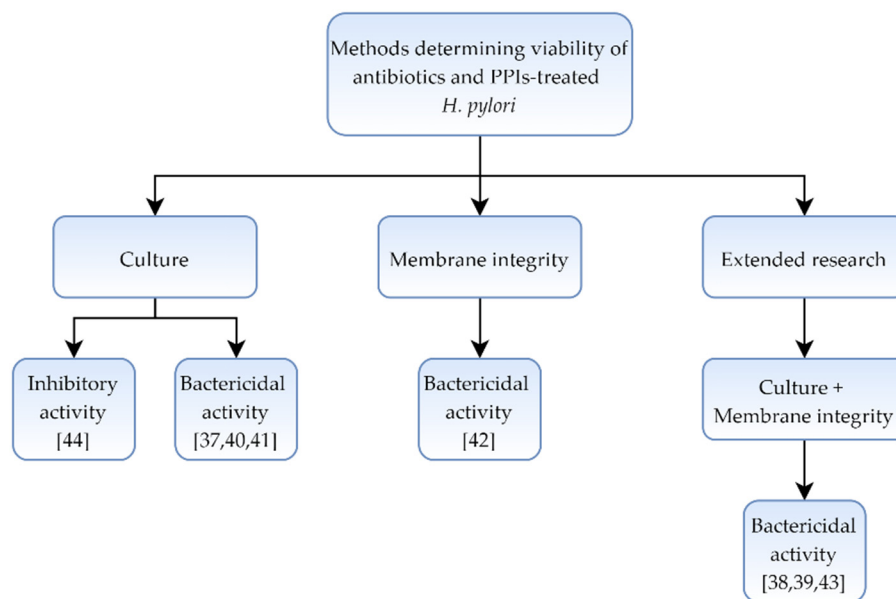 Methods determining viability of
antibiotics and PPIs-treated
H. pylori
Culture
Membrane integrity
Extended research
Inhibitory
activity
[44]
Bactericidal
activity
[37,40,41]
Bactericidal
activity
[42]
Culture +
Membrane integrity
Bactericidal
activity
[38,39,43]